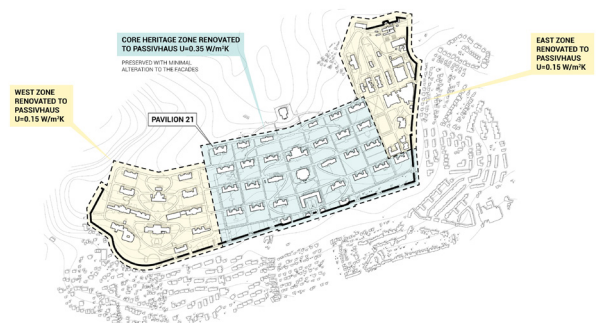 CORE HERITAGE ZONE RENOVATED
TO PASSIVHAUS U=0.35 W/m²K
PRESERVED WITH MINIMAL
ALTERATION TO THE FACADES
EAST ZONE
RENOVATED TO
PASSIVHAUS
U=0.15 W/m²K
WEST ZONE
RENOVATED TO
PASSIVHAUS
U=0.15 W/m²K
PAVILION 21